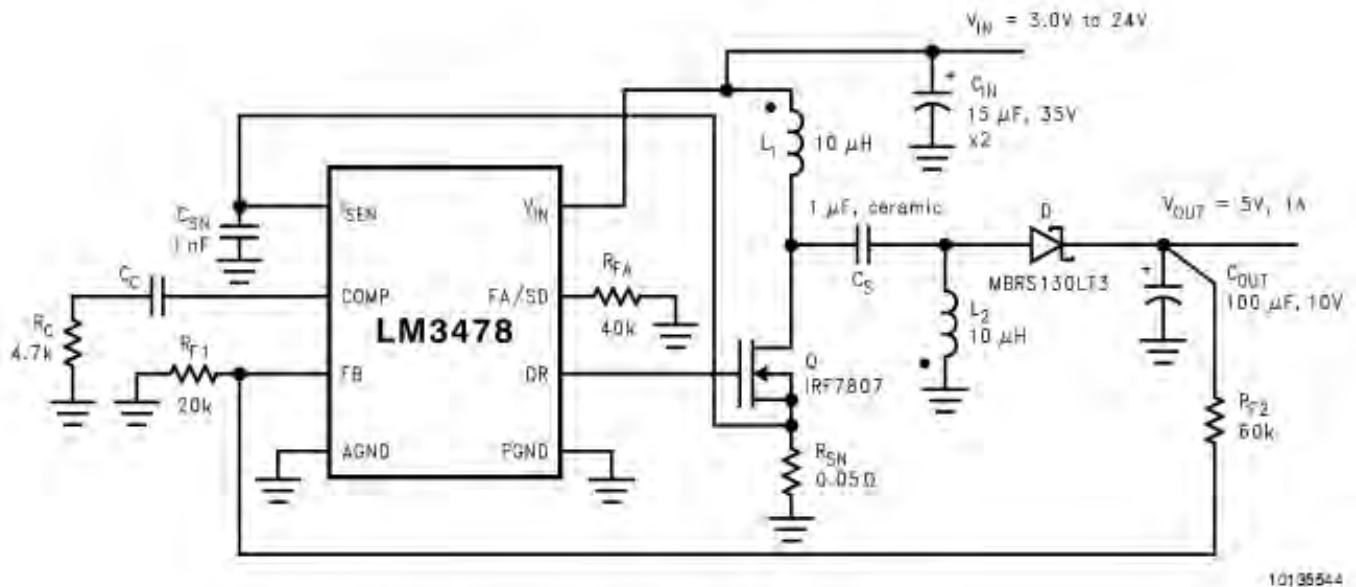 V_IN = 3.0V to 24V
C_IN
15 μF, 35V
x2
L_1
10 μH
I_SEN
V_IN
C_SN
1 nF
1 μF, ceramic
D
V_OUT = 5V, 1A
C_C
COMP
R_FA
FA/SD
40k
C_S
MBRS130LT3
C_OUT
100 μF, 10V
R_C
4.7k
LM3478
L_2
10 μH
R_F1
20k
FB
DR
Q
IRF7807
R_F2
60k
AGND
PGND
R_SN
0.05Ω
10135544